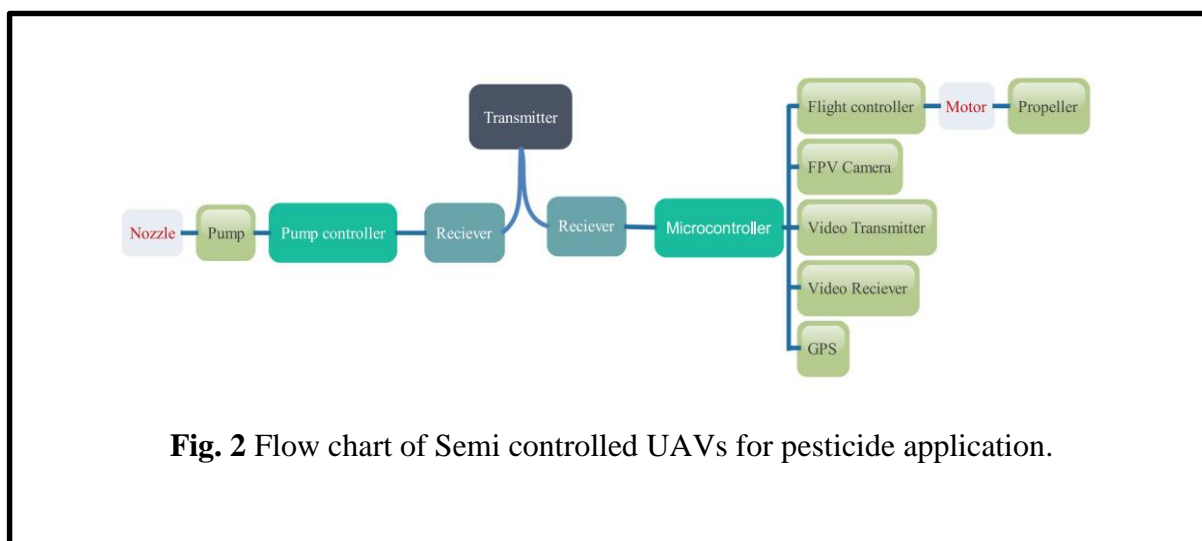 Transmitter
Nozzle
Pump
Pump controller
Reciever
Reciever
Microcontroller
Flight controller
Motor
Propeller
FPV Camera
Video Transmitter
Video Reciever
GPS
Fig. 2 Flow chart of Semi controlled UAVs for pesticide application.